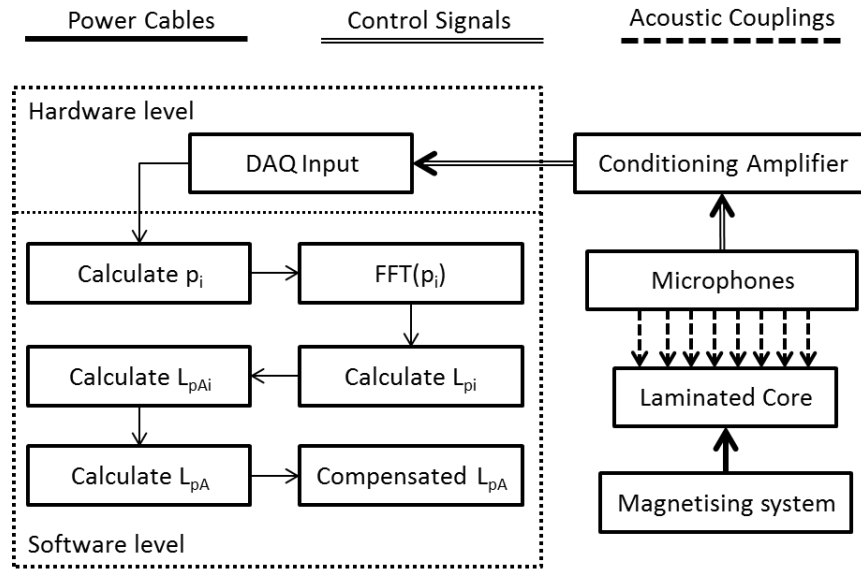 Power Cables
Control Signals
Acoustic Couplings
Hardware level
DAQ Input
Conditioning Amplifier
Calculate pᵢ
FFT(pᵢ)
Microphones
Calculate LpAi
Calculate Lpi
Laminated Core
Calculate LpA
Compensated LpA
Magnetising system
Software level